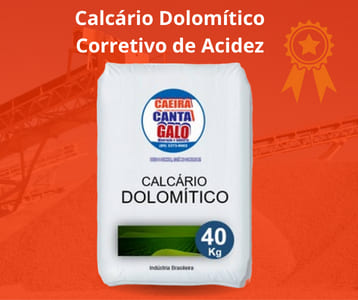 Calcário Dolomítico
Corretivo de Acidez
CAEIRA
CANTA
GALO
CALCÁRIO
DOLOMÍTICO
40
Kg
Indústria Brasileira